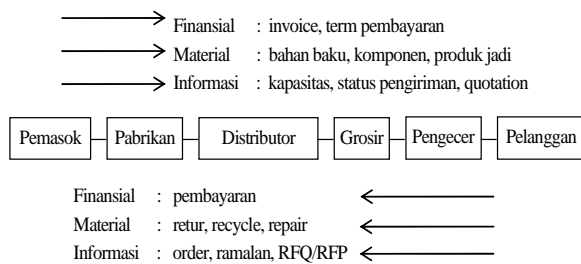 Finansial : invoice, term pembayaran
Material : bahan baku, komponen, produk jadi
Informasi : kapasitas, status pengiriman, quotation
Pemasok Pabrikan Distributor Grosir Pengecer Pelanggan
Finansial : pembayaran
Material : retur, recycle, repair
Informasi : order, ramalan, RFQ/RFP